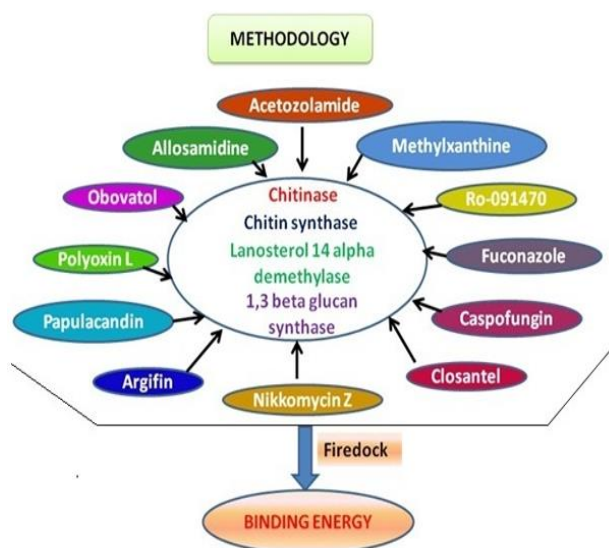 METHODOLOGY
Acetozolamide
Allosamidine
Methylxanthine
Obovatol
Chitinase
Ro-091470
Chitin synthase
Polyoxin L
Lanosterol 14 alpha
demethylase
Fuconazole
1,3 beta glucan
synthase
Papulacandin
Caspofungin
Argifin
Closantel
Nikkomycin Z
Firedock
BINDING ENERGY